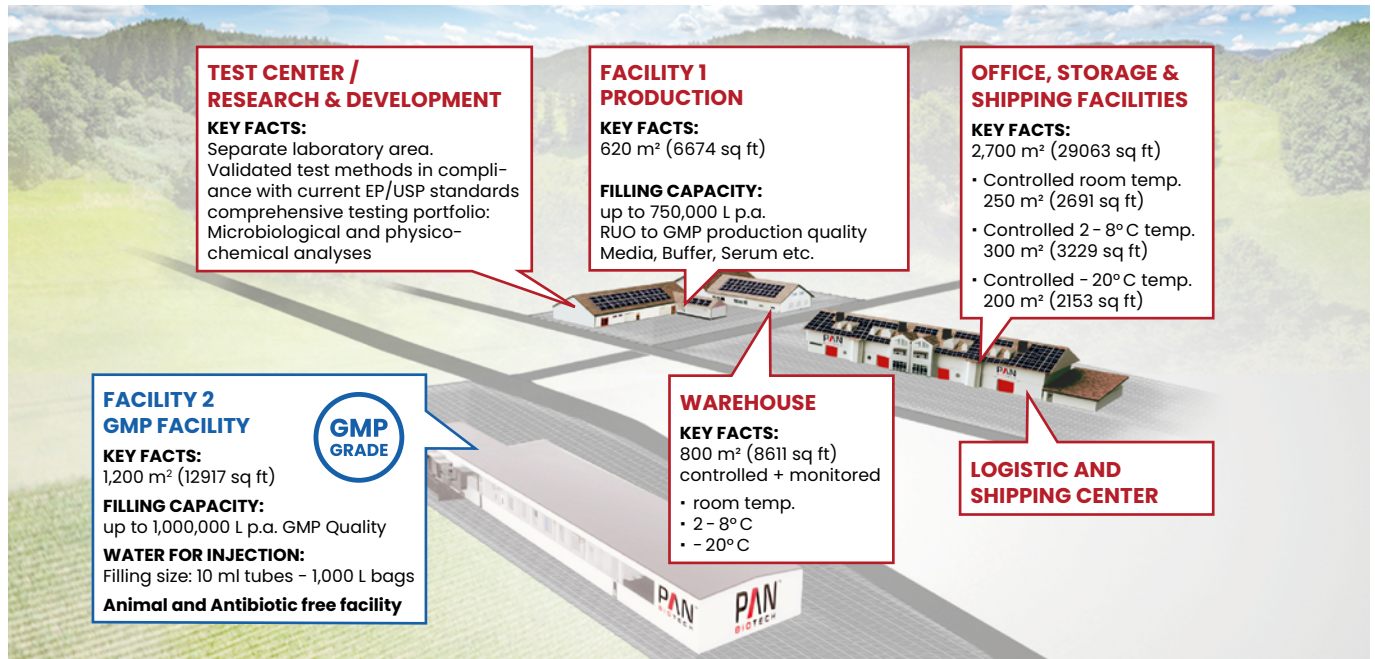 TEST CENTER /
RESEARCH & DEVELOPMENT
KEY FACTS:
Separate laboratory area.
Validated test methods in compli-
ance with current EP/USP standards
comprehensive testing portfolio:
Microbiological and physico-
chemical analyses
FACILITY 1
PRODUCTION
KEY FACTS:
620 m² (6674 sq ft)
FILLING CAPACITY:
up to 750,000 L p.a.
RUO to GMP production quality
Media, Buffer, Serum etc.
OFFICE, STORAGE &
SHIPPING FACILITIES
KEY FACTS:
2,700 m² (29063 sq ft)
· Controlled room temp.
250 m² (2691 sq ft)
· Controlled 2 - 8° C temp.
300 m² (3229 sq ft)
· Controlled - 20° C temp.
200 m² (2153 sq ft)
PAN
PAN
FACILITY 2
GMP FACILITY
GMP
GRADE
KEY FACTS:
1,200 m² (12917 sq ft)
FILLING CAPACITY:
up to 1,000,000 L p.a. GMP Quality
WATER FOR INJECTION:
Filling size: 10 ml tubes - 1,000 L bags
Animal and Antibiotic free facility
WAREHOUSE
KEY FACTS:
800 m² (8611 sq ft)
controlled + monitored
· room temp.
· 2 - 8° C
· - 20° C
LOGISTIC AND
SHIPPING CENTER
PAN
BIOTECH
PAN
BIOTECH